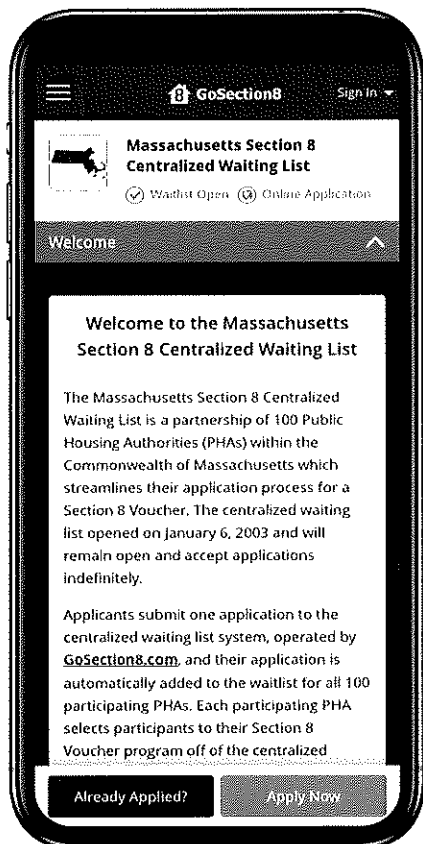 8 GoSection8 Sign In
Massachusetts Section 8
Centralized Waiting List
Waitlist Open Online Application
Welcome
Welcome to the Massachusetts
Section 8 Centralized Waiting List
The Massachusetts Section 8 Centralized
Waiting List is a partnership of 100 Public
Housing Authorities (PHAs) within the
Commonwealth of Massachusetts which
streamlines their application process for a
Section 8 Voucher. The centralized waiting
list opened on January 6, 2003 and will
remain open and accept applications
indefinitely.
Applicants submit one application to the
centralized waiting list system, operated by
GoSection8.com, and their application is
automatically added to the waitlist for all 100
participating PHAs. Each participating PHA
selects participants to their Section 8
Voucher program off of the centralized
Already Applied? Apply Now